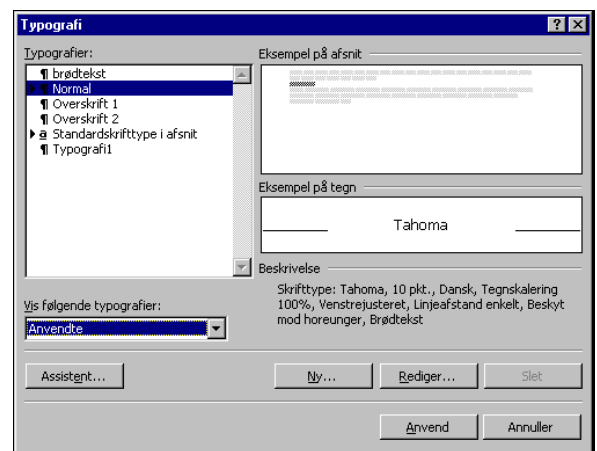 Typografi
Typografier:
brødtekst
Normal
Overskrift 1
Overskrift 2
a Standardskrifttype i afsnit
Typografi1
Vis følgende typografier:
Anvendte
Eksempel på afsnit
Eksempel på tegn
Tahoma
Beskrivelse
Skrifttype: Tahoma, 10 pkt., Dansk, Tegnskalering
100%, Venstrejusteret, Linjeafstand enkelt, Beskyt
mod horeunger, Brødtekst
Assistent...
Ny...
Rediger...
Slet
Anvend
Annuller